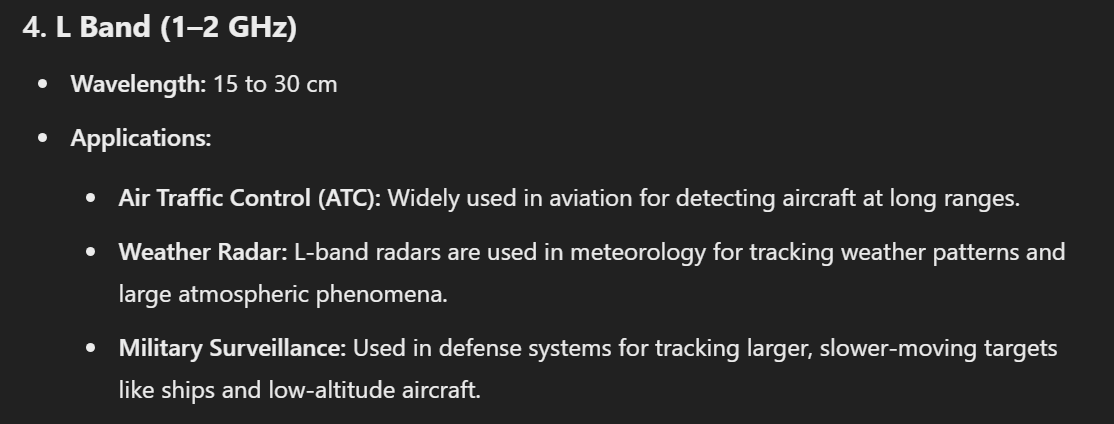 4. L Band (1–2 GHz)
• Wavelength: 15 to 30 cm
• Applications:
• Air Traffic Control (ATC): Widely used in aviation for detecting aircraft at long ranges.
• Weather Radar: L-band radars are used in meteorology for tracking weather patterns and
large atmospheric phenomena.
• Military Surveillance: Used in defense systems for tracking larger, slower-moving targets
like ships and low-altitude aircraft.